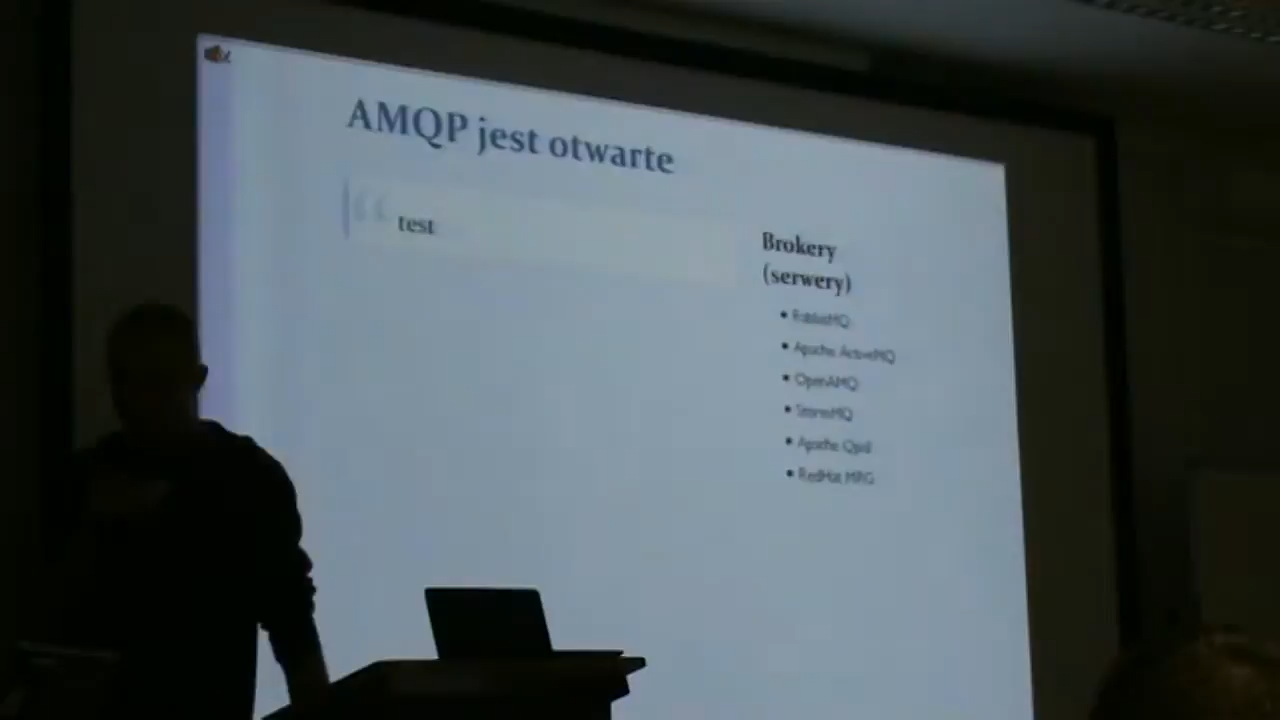 AMQP jest otwarte
test
Brokery
(serwery)
RabbitMQ
Apache ActiveMQ
OpenAMQ
StormMQ
Apache Qpid
RedHat MRG